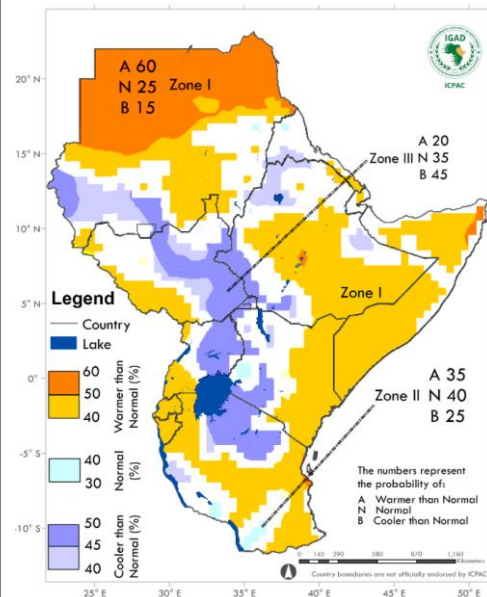 IGAD
ICPAC
A 60
N 25 Zone I
B 15
A 20
Zone III N 35
B 45
Zone I
A 35
Zone II N 40
B 25
20°N
15°N
10°N
5°N
0°
-5°S
-10°S
Legend
Country
Lake
60
50
40
Warmer than
Normal (%)
40
30
Normal
(%)
50
45
40
Cooler than
Normal (%)
The numbers represent
the probability of:
A Warmer than Normal
N Normal
B Cooler than Normal
0 145 290 580 870 1,160
Kilometers
Country boundaries are not officially endorsed by ICPAC
25°E 30°E 35°E 40°E 45°E 50°E